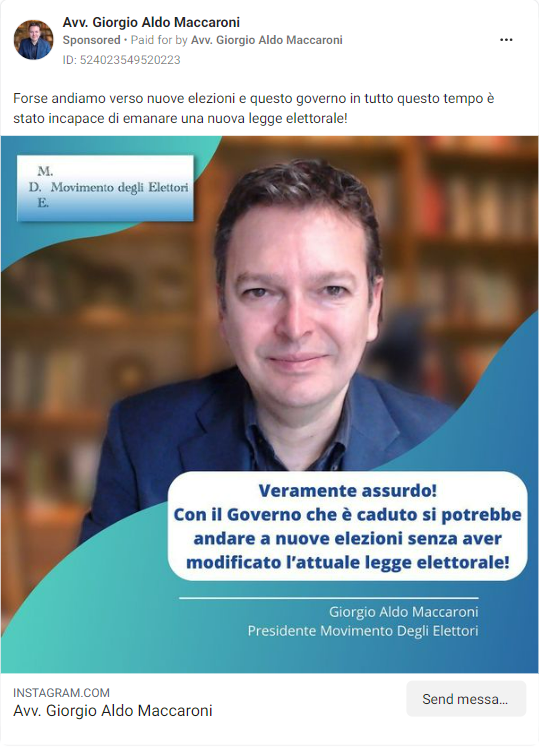 Avv. Giorgio Aldo Maccaroni
Sponsored • Paid for by Avv. Giorgio Aldo Maccaroni
ID: 524023549520223
Forse andiamo verso nuove elezioni e questo governo in tutto questo tempo è
stato incapace di emanare una nuova legge elettorale!
M.
D. Movimento degli Elettori
E.
Veramente assurdo!
Con il Governo che è caduto si potrebbe
andare a nuove elezioni senza aver
modificato l'attuale legge elettorale!
Giorgio Aldo Maccaroni
Presidente Movimento Degli Elettori
INSTAGRAM.COM
Avv. Giorgio Aldo Maccaroni
Send messa...